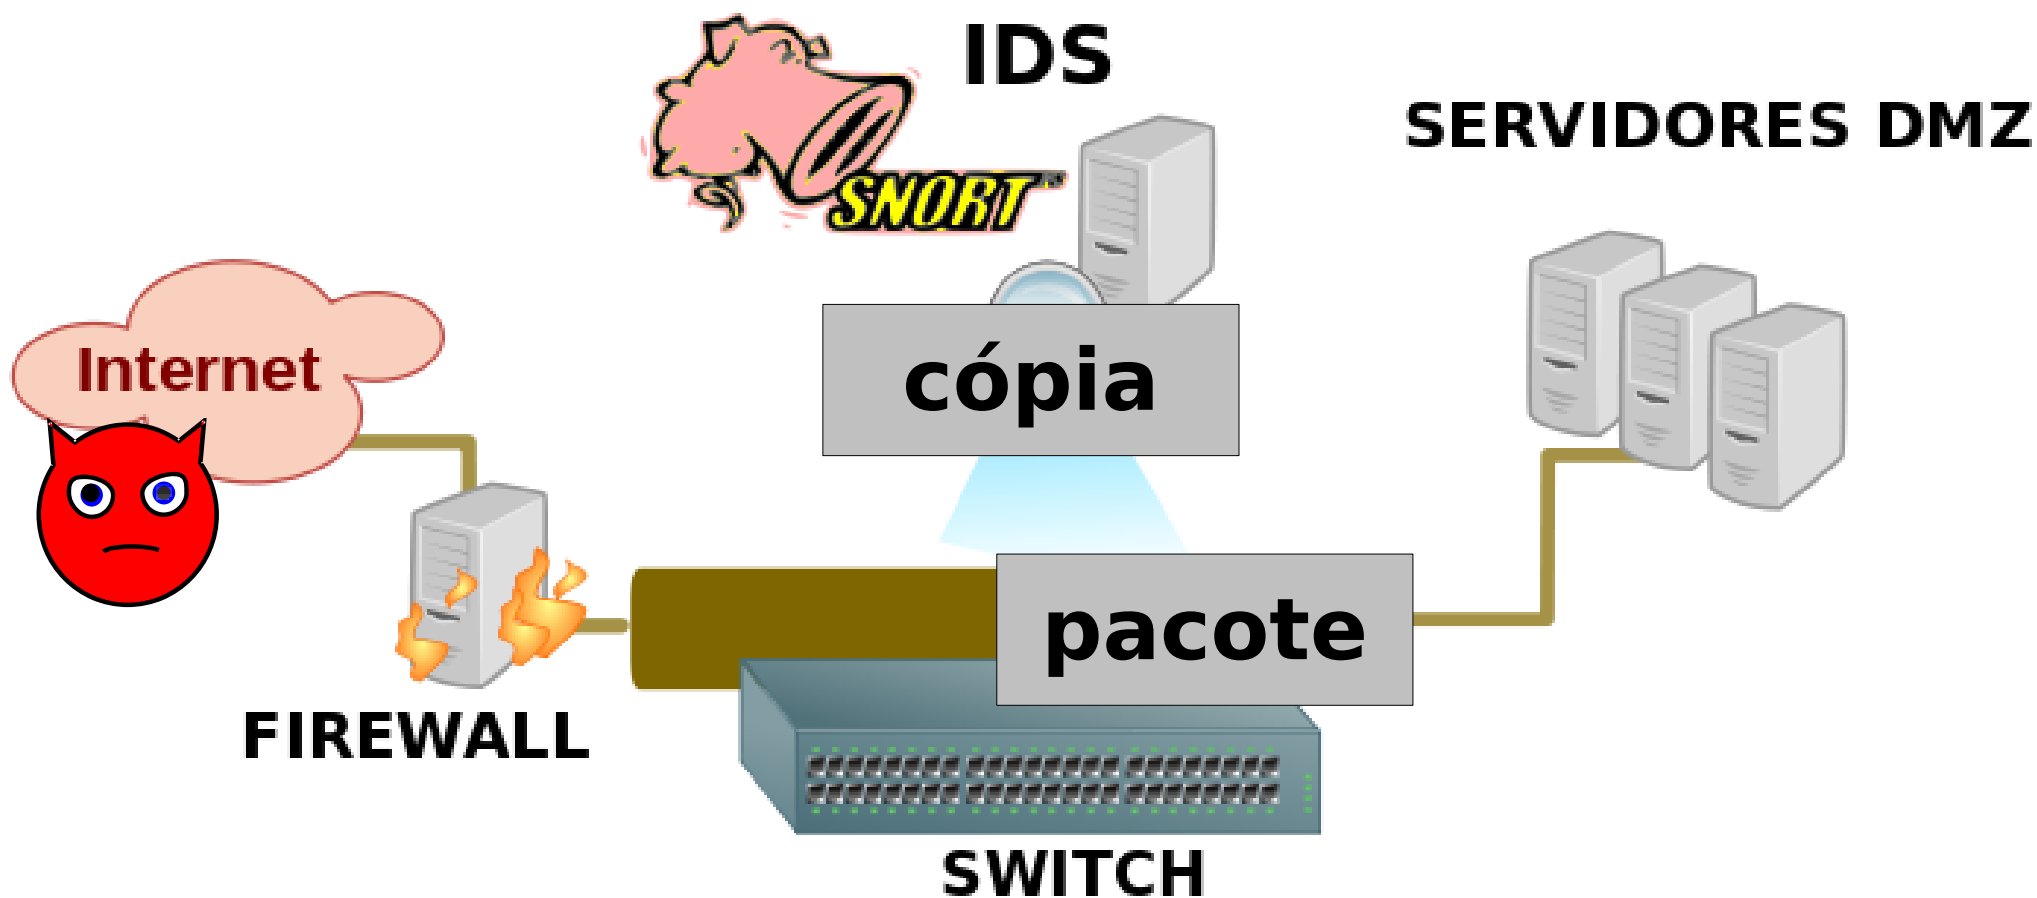 IDS
SNORT
SERVIDORES DMZ
Internet
cópia
pacote
FIREWALL
SWITCH